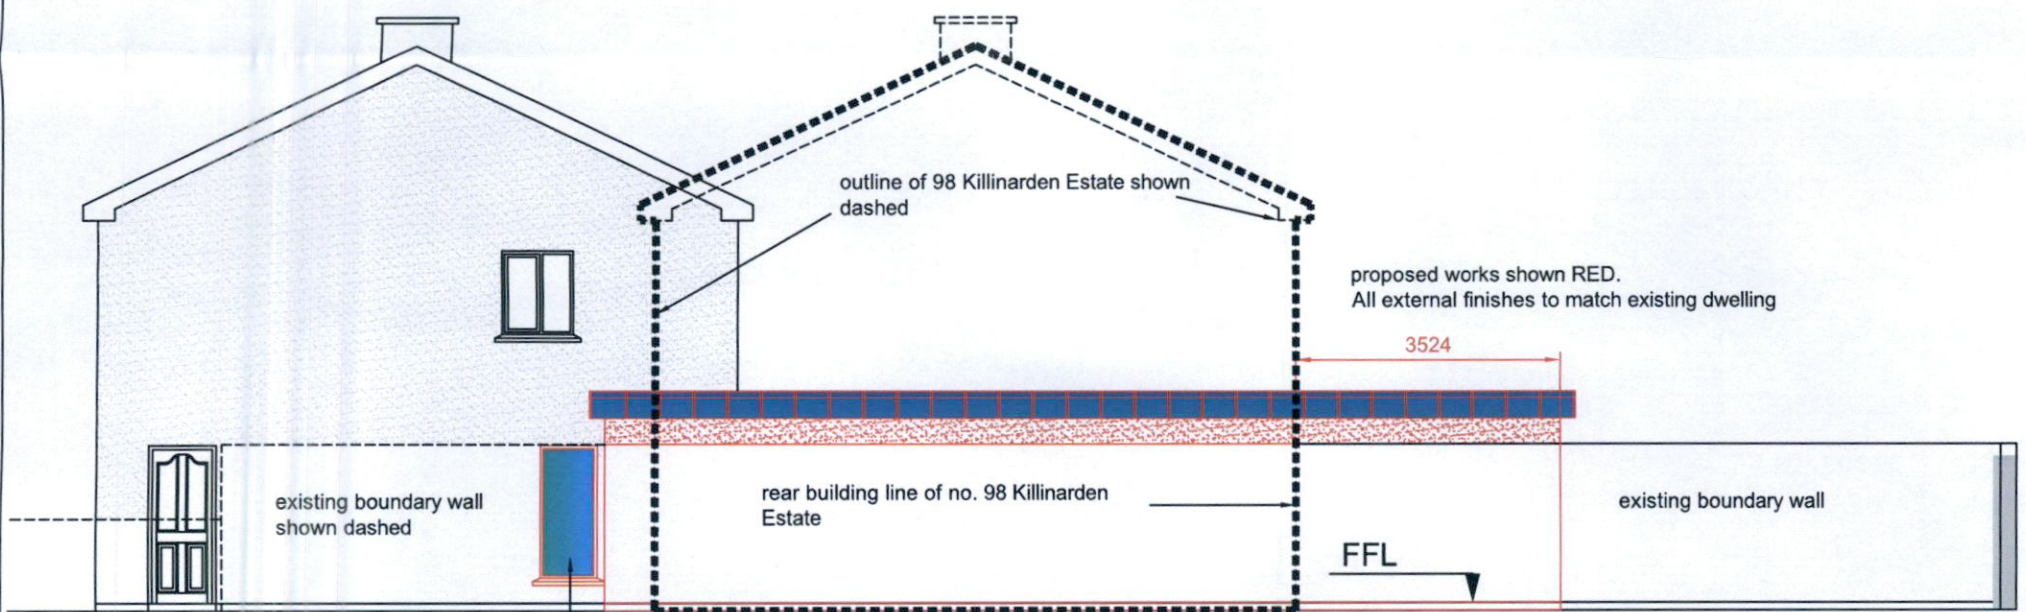 outline of 98 Killinarden Estate shown
dashed
proposed works shown RED.
All external finishes to match existing dwelling
3524
existing boundary wall
shown dashed
rear building line of no. 98 Killinarden
Estate
existing boundary wall
FFL